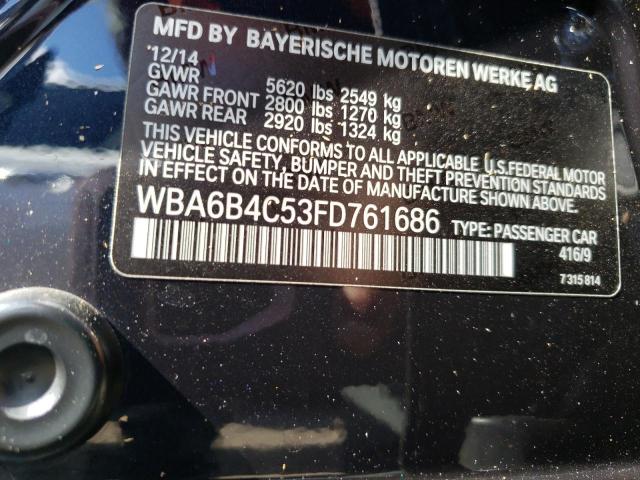 MFD BY BAYERISCHE MOTOREN WERKE AG
12/14
GVWR 5620 lbs 2549 kg
GAWR FRONT 2800 lbs 1270 kg
GAWR REAR 2920 lbs 1324 kg
THIS VEHICLE CONFORMS TO ALL APPLICABLE U.S.FEDERAL MOTOR
VEHICLE SAFETY, BUMPER AND THEFT PREVENTION STANDARDS
IN EFFECT ON THE DATE OF MANUFACTURE SHOWN ABOVE.
WBA6B4C53FD761686 TYPE: PASSENGER CAR
416/9
7 315 814